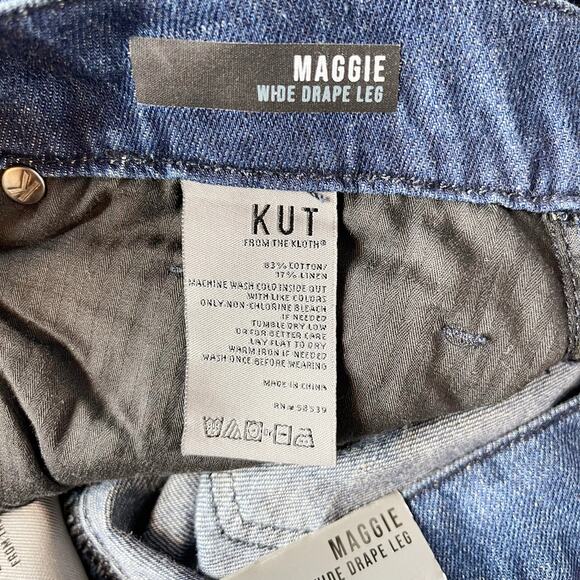 MAGGIE
WIDE DRAPE LEG
KUT
FROM THE KLOTH®
83% COTTON/
17% LINEN
MACHINE WASH COLD INSIDE OUT
WITH LIKE COLORS
ONLY NON-CHLORINE BLEACH
IF NEEDED
TUMBLE DRY LOW
OR FOR BETTER CARE
LAY FLAT TO DRY
WARM IRON IF NEEDED
WASH ONCE BEFORE WEARING
MADE IN CHINA
RN# 58539
OR
MAGGIE
WIDE DRAPE LEG
FROM